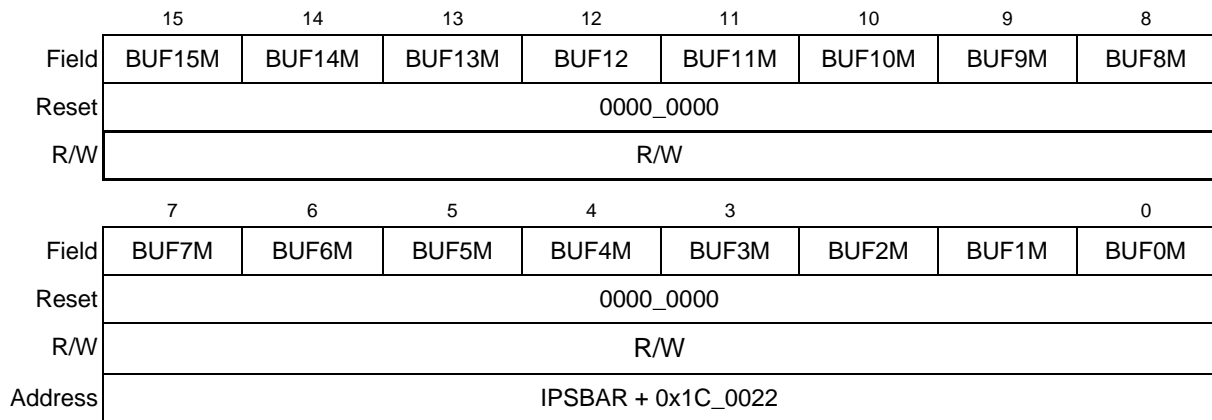 15 14 13 12 11 10 9 8
Field BUF15M BUF14M BUF13M BUF12 BUF11M BUF10M BUF9M BUF8M
Reset 0000_0000
R/W R/W
7 6 5 4 3 0
Field BUF7M BUF6M BUF5M BUF4M BUF3M BUF2M BUF1M BUF0M
Reset 0000_0000
R/W R/W
Address IPSBAR + 0x1C_0022